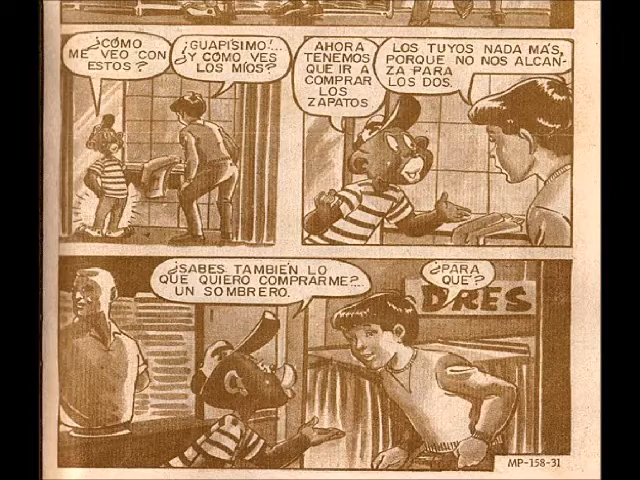 ¿CÓMO
ME VEO CON
ESTOS?
¡GUAPÍSIMO!...
¿Y CÓMO VES
LOS MÍOS?
AHORA
TENEMOS
QUE IR A
COMPRAR
LOS
ZAPATOS
LOS TUYOS NADA MÁS,
PORQUE NO NOS ALCAN-
ZA PARA
LOS DOS.
¿SABES TAMBIÉN LO
QUE QUIERO COMPRARME?...
UN SOMBRERO.
¿PARA
QUÉ?
DRES
MP-158-31